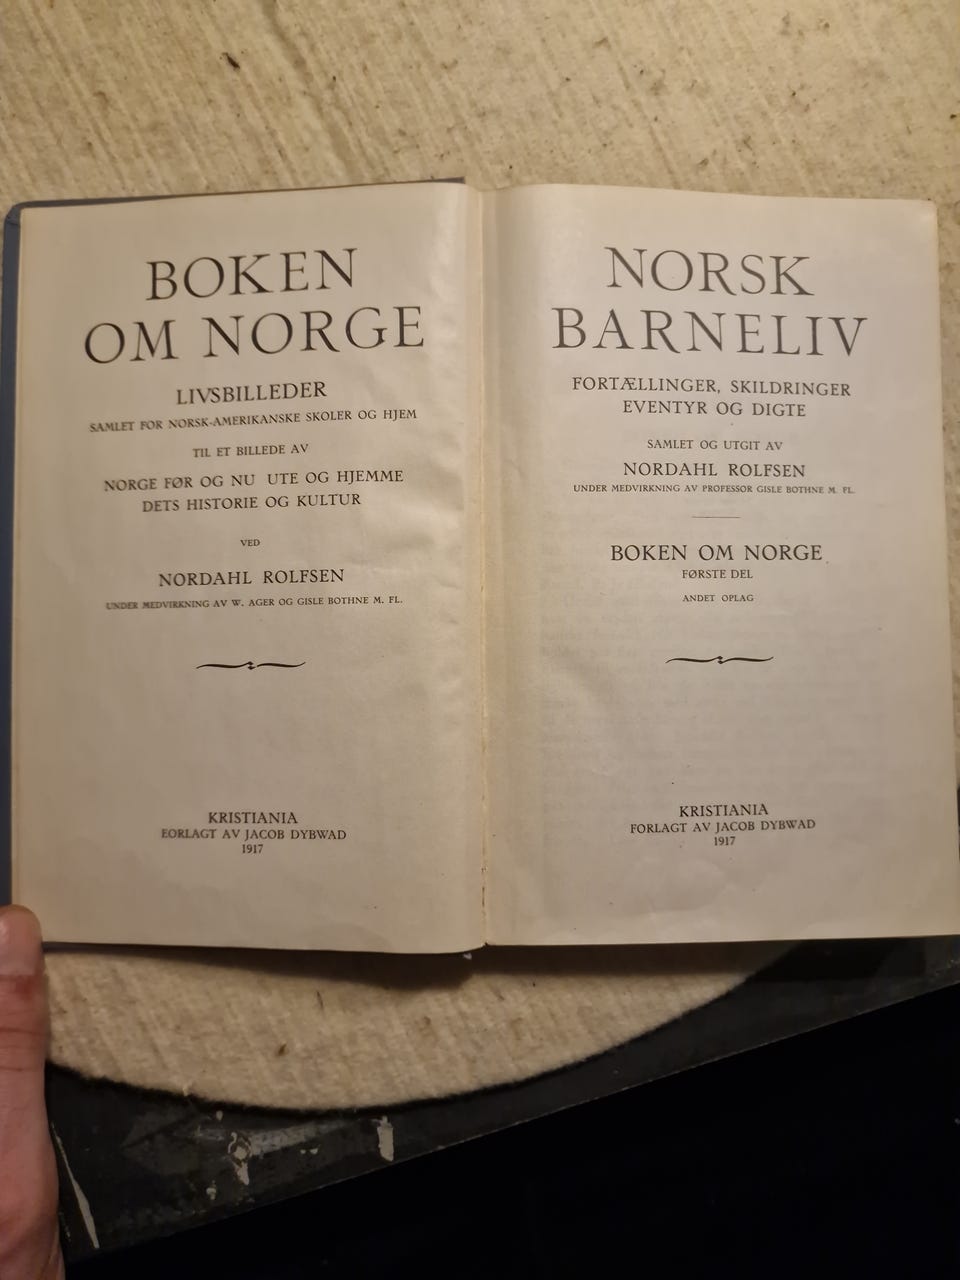 BOKEN
OM NORGE
LIVSBILLEDER
SAMLET FOR NORSK-AMERIKANSKE SKOLER OG HJEM
TIL ET BILLEDE AV
NORGE FØR OG NU UTE OG HJEMME
DETS HISTORIE OG KULTUR
VED
NORDAHL ROLFSEN
UNDER MEDVIRKNING AV W. AGER OG GISLE BOTHNE M. FL.
KRISTIANIA
FORLAGT AV JACOB DYBWAD
1917
NORSK
BARNELIV
FORTÆLLINGER, SKILDRINGER
EVENTYR OG DIGTE
SAMLET OG UTGIT AV
NORDAHL ROLFSEN
UNDER MEDVIRKNING AV PROFESSOR GISLE BOTHNE M. FL.
BOKEN OM NORGE
FØRSTE DEL
ANDET OPLAG
KRISTIANIA
FORLAGT AV JACOB DYBWAD
1917